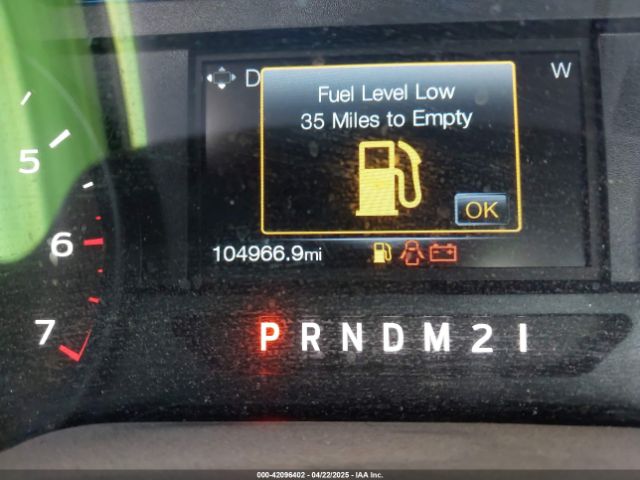 D
W
Fuel Level Low
35 Miles to Empty
OK
5
6
7
104966.9mi
P R N D M 2 1
000-42096402 - 04/22/2025 - IAA Inc.